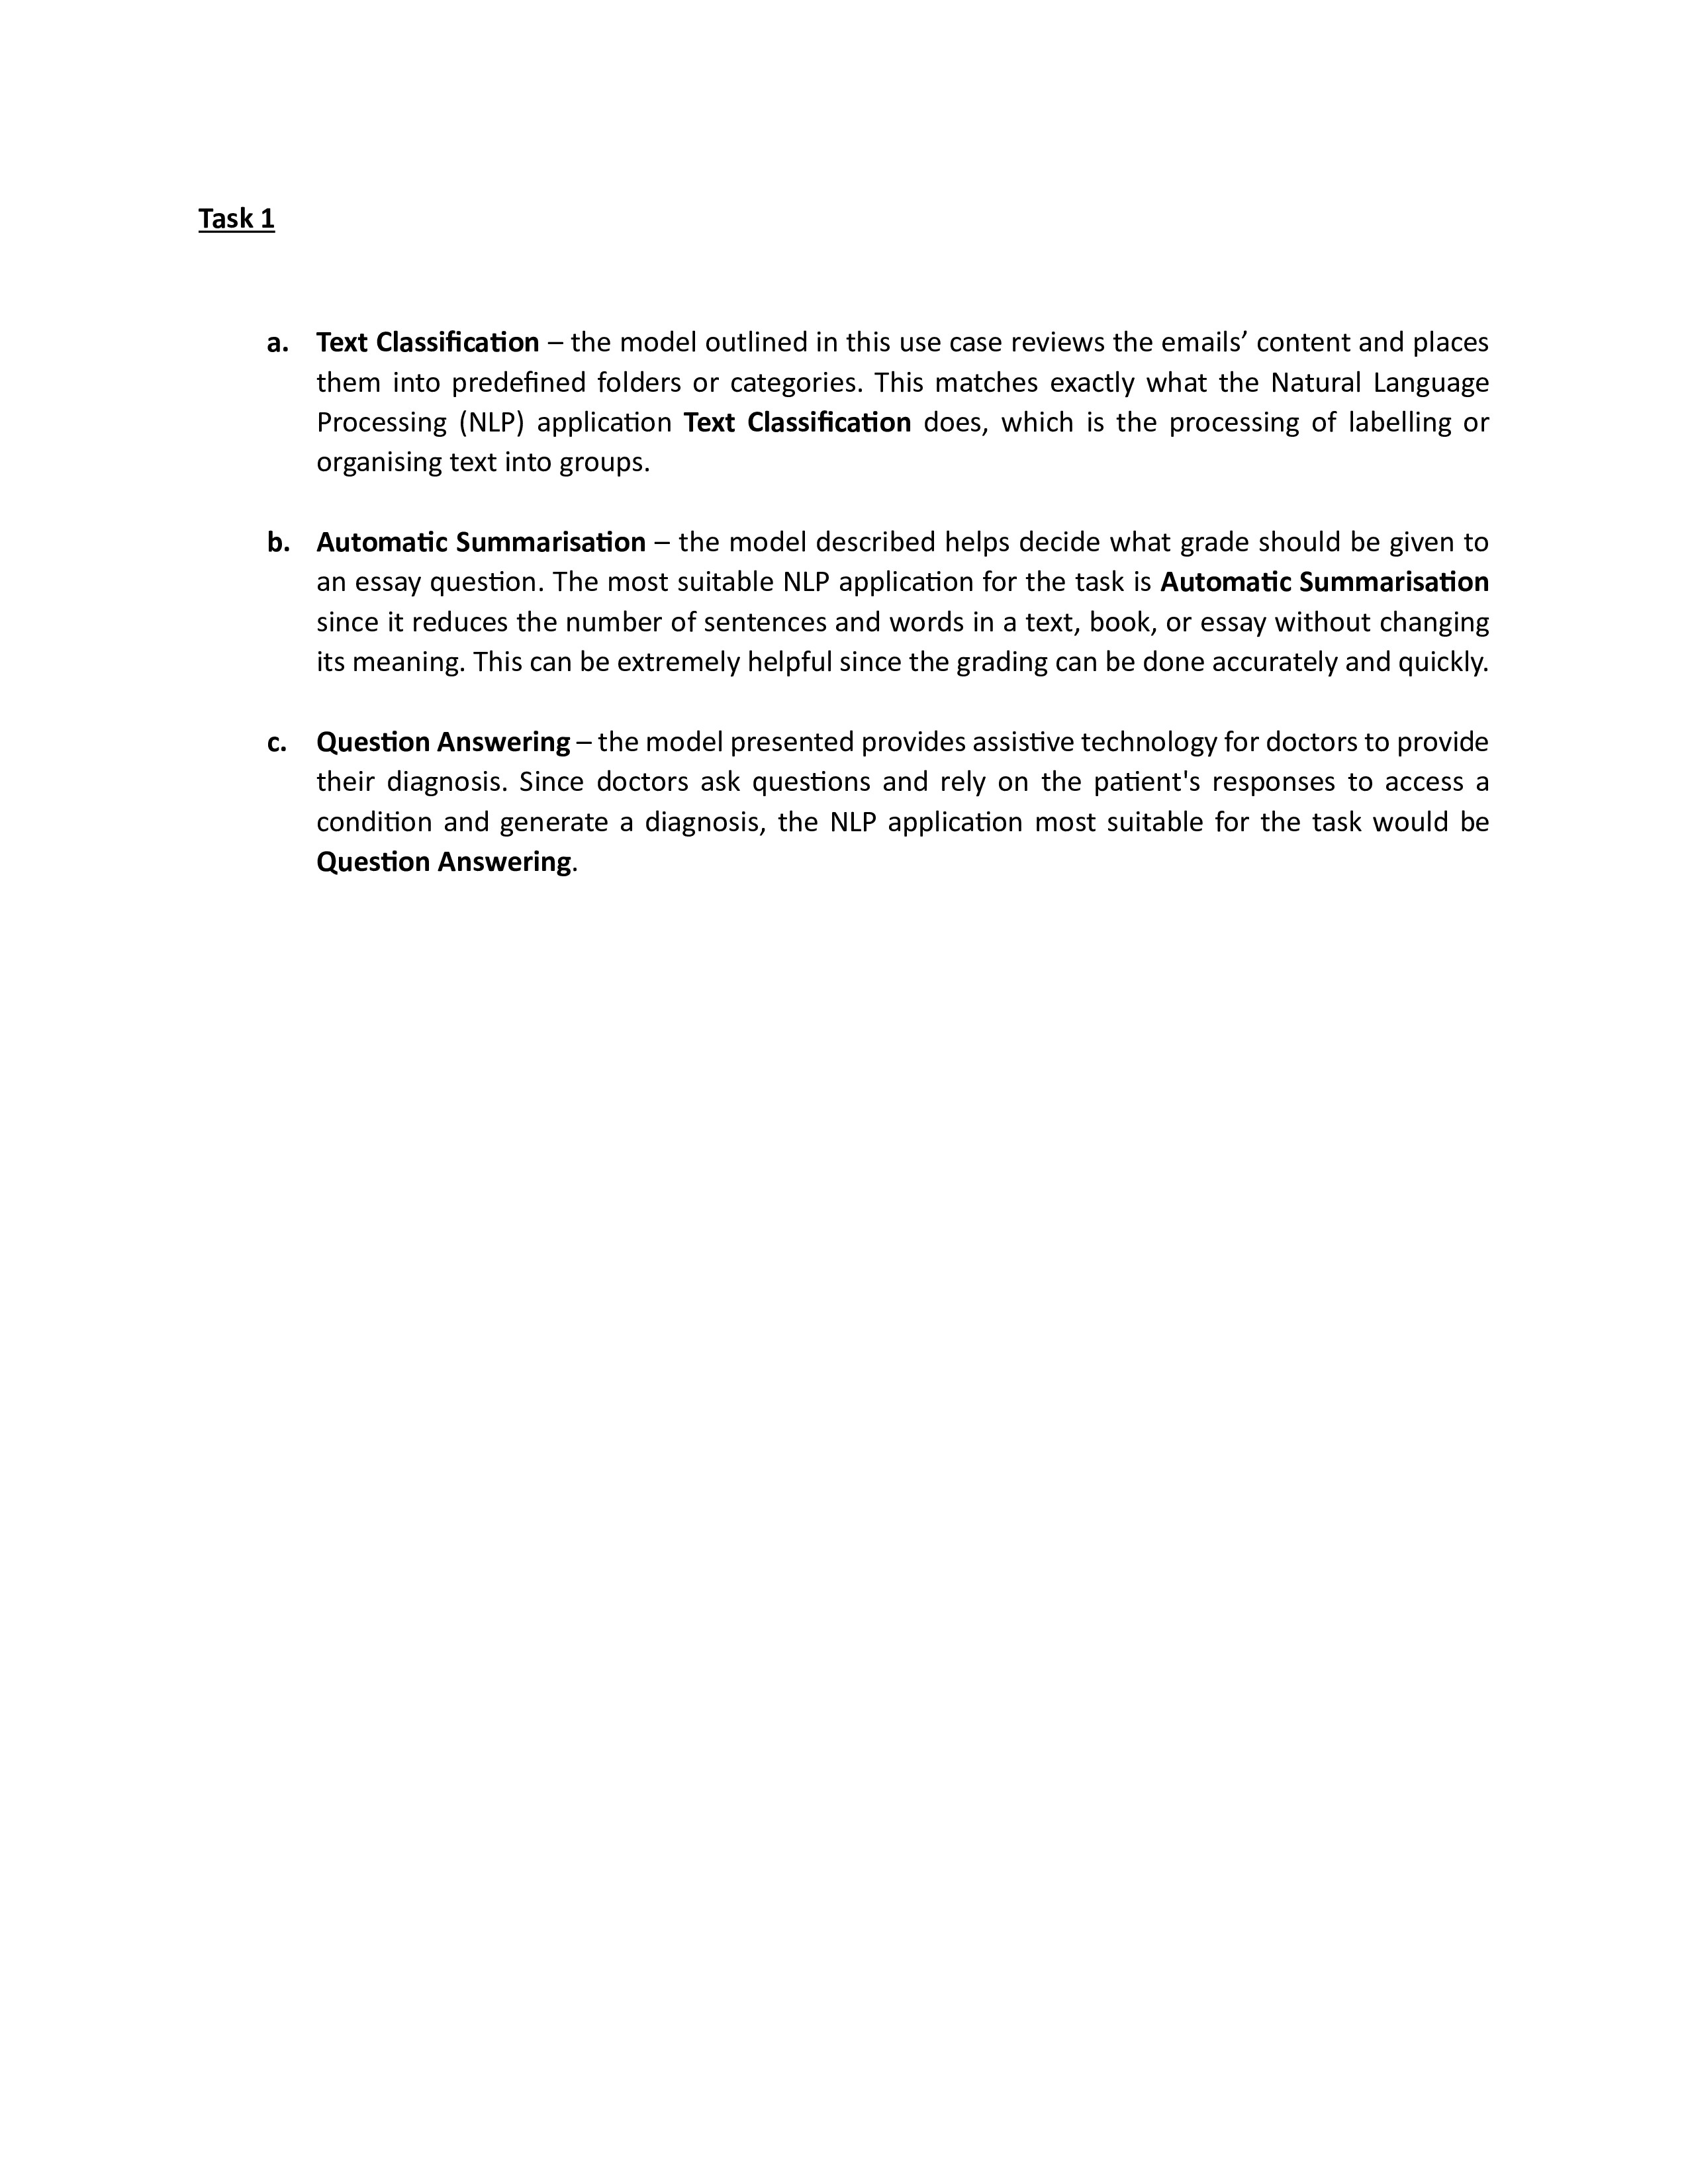 Task 1
a. Text Classification – the model outlined in this use case reviews the emails’ content and places
them into predefined folders or categories. This matches exactly what the Natural Language
Processing (NLP) application Text Classification does, which is the processing of labelling or
organising text into groups.
b. Automatic Summarisation – the model described helps decide what grade should be given to
an essay question. The most suitable NLP application for the task is Automatic Summarisation
since it reduces the number of sentences and words in a text, book, or essay without changing
its meaning. This can be extremely helpful since the grading can be done accurately and quickly.
c. Question Answering – the model presented provides assistive technology for doctors to provide
their diagnosis. Since doctors ask questions and rely on the patient's responses to access a
condition and generate a diagnosis, the NLP application most suitable for the task would be
Question Answering.